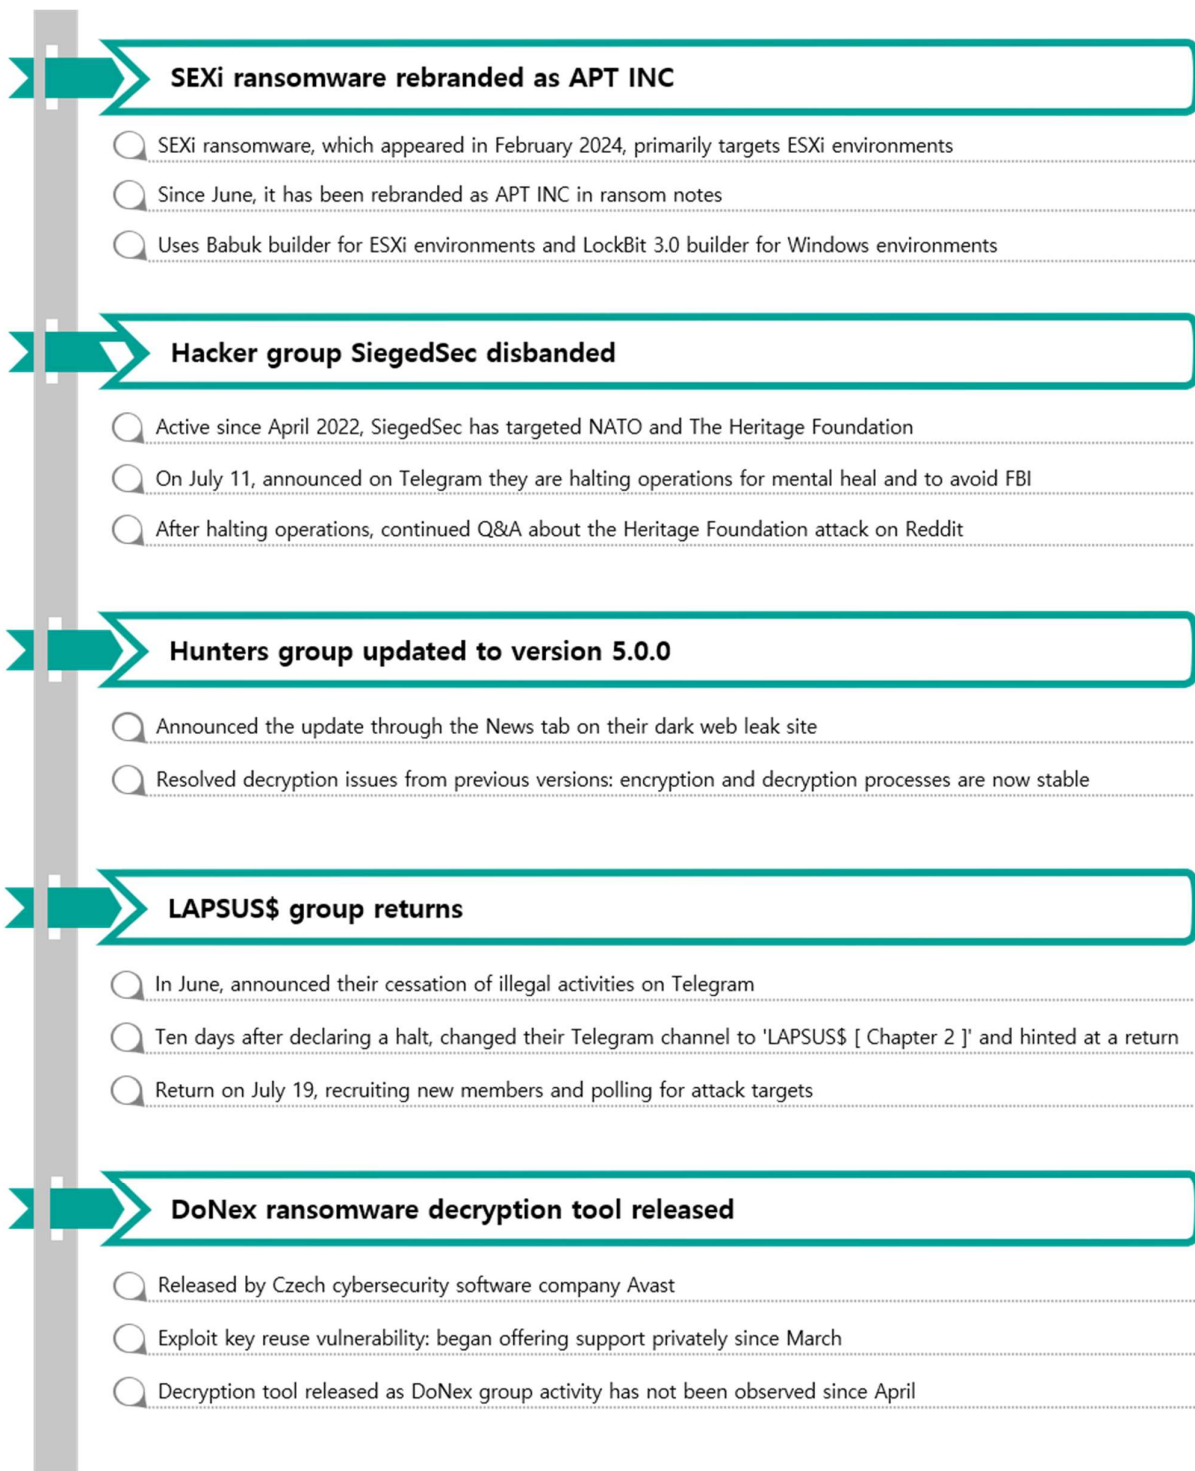 SEXi ransomware rebranded as APT INC
SEXi ransomware, which appeared in February 2024, primarily targets ESXi environments
Since June, it has been rebranded as APT INC in ransom notes
Uses Babuk builder for ESXi environments and LockBit 3.0 builder for Windows environments
Hacker group SiegedSec disbanded
Active since April 2022, SiegedSec has targeted NATO and The Heritage Foundation
On July 11, announced on Telegram they are halting operations for mental heal and to avoid FBI
After halting operations, continued Q&A about the Heritage Foundation attack on Reddit
Hunters group updated to version 5.0.0
Announced the update through the News tab on their dark web leak site
Resolved decryption issues from previous versions: encryption and decryption processes are now stable
LAPSUS$ group returns
In June, announced their cessation of illegal activities on Telegram
Ten days after declaring a halt, changed their Telegram channel to 'LAPSUS$ [ Chapter 2 ]' and hinted at a return
Return on July 19, recruiting new members and polling for attack targets
DoNex ransomware decryption tool released
Released by Czech cybersecurity software company Avast
Exploit key reuse vulnerability: began offering support privately since March
Decryption tool released as DoNex group activity has not been observed since April